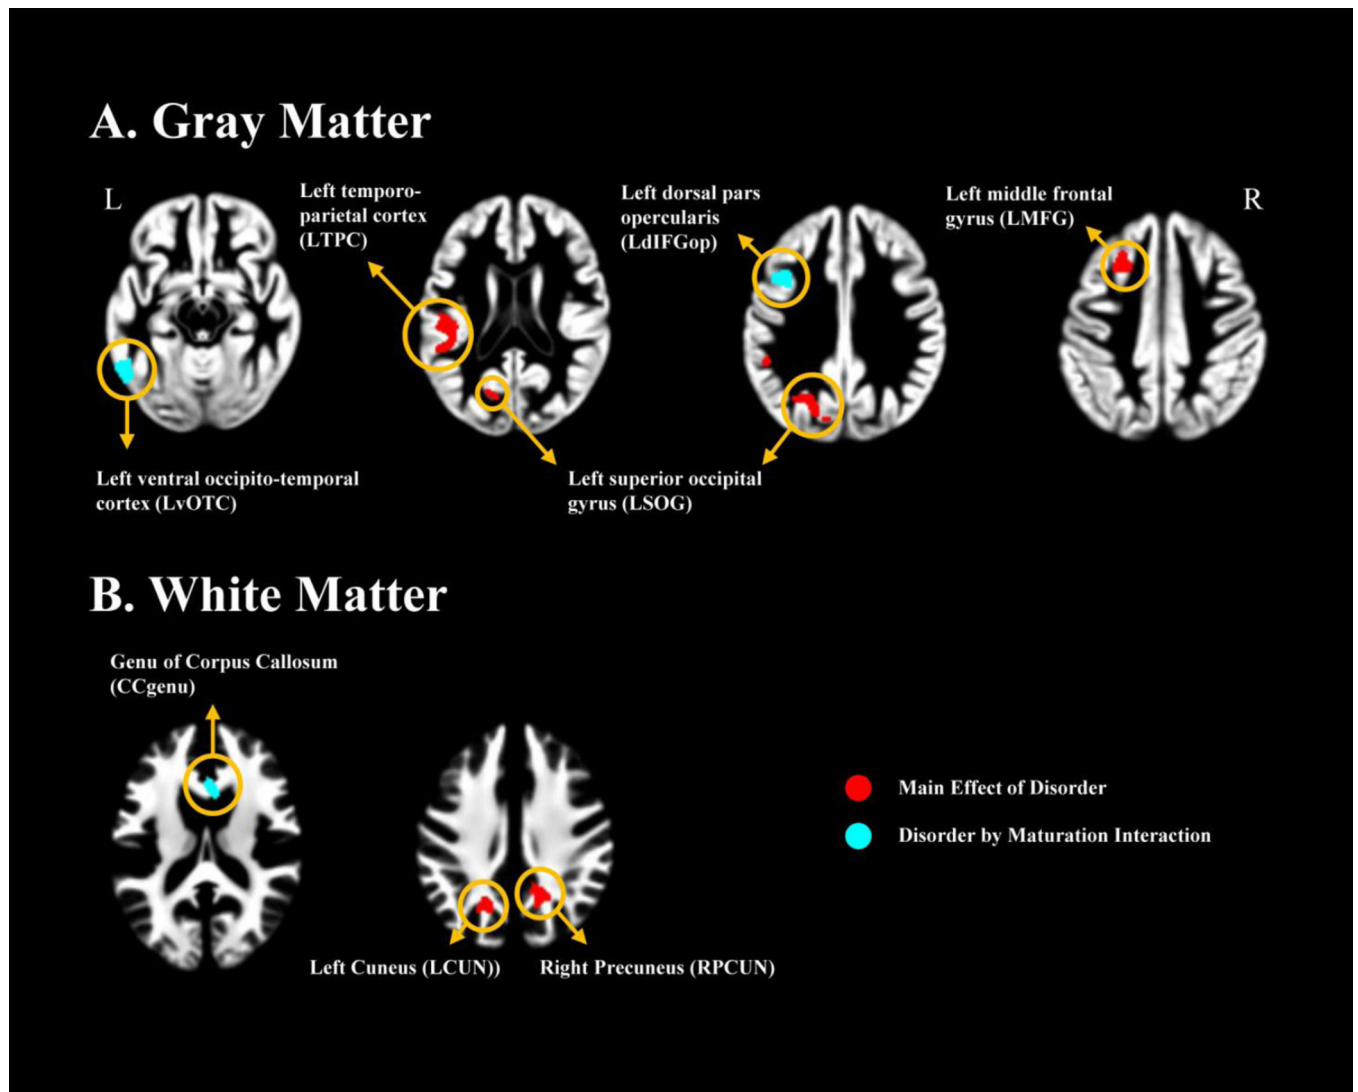 A. Gray Matter
L
Left temporo-
parietal cortex
(LTPC)
Left dorsal pars
opercularis
(LdIFGop)
Left middle frontal
gyrus (LMFG)
R
Left ventral occipito-temporal
cortex (LvOTC)
Left superior occipital
gyrus (LSOG)
B. White Matter
Genu of Corpus Callosum
(CCgenu)
Main Effect of Disorder
Disorder by Maturation Interaction
Left Cuneus (LCUN))
Right Precuneus (RPCUN)